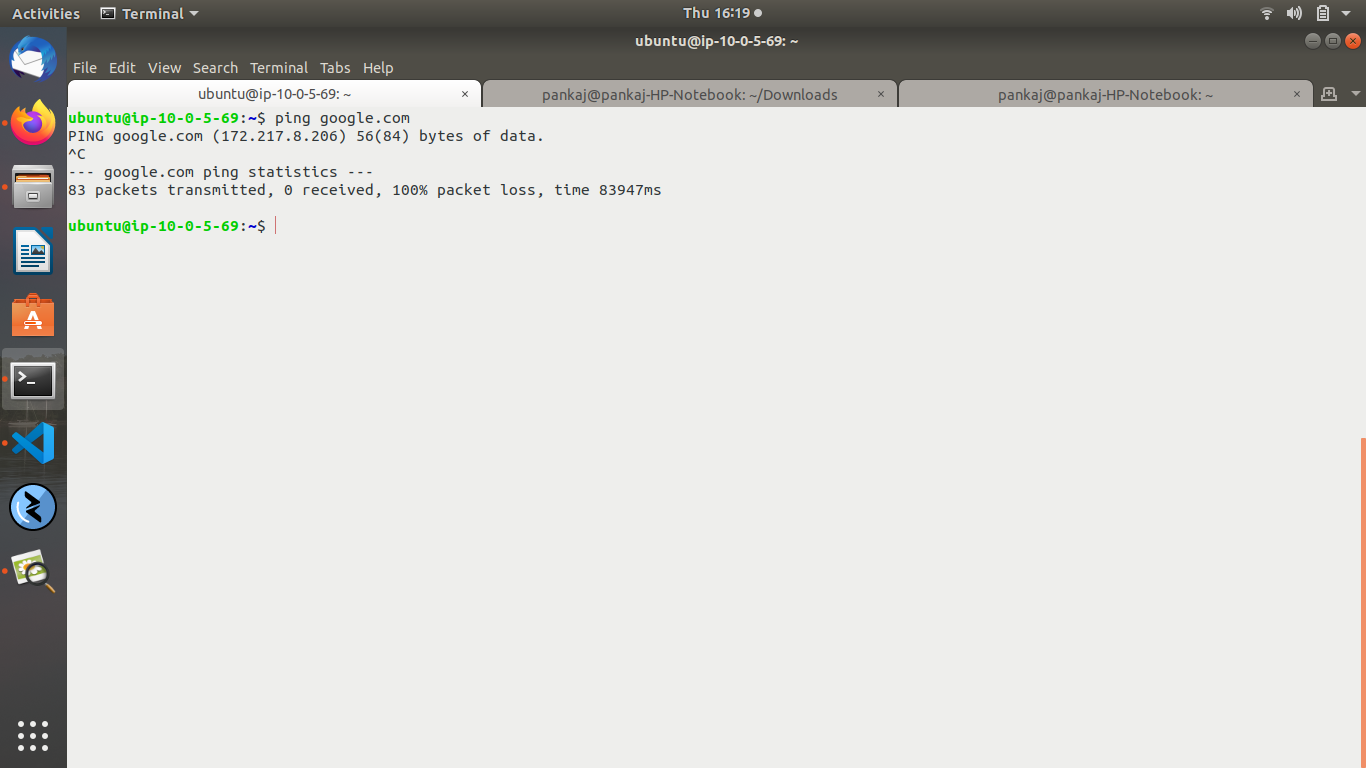 Activities Terminal Thu 16:19
ubuntu@ip-10-0-5-69: ~
File Edit View Search Terminal Tabs Help
ubuntu@ip-10-0-5-69: ~ × pankaj@pankaj-HP-Notebook: ~/Downloads × pankaj@pankaj-HP-Notebook: ~ ×
ubuntu@ip-10-0-5-69:~$ ping google.com
PING google.com (172.217.8.206) 56(84) bytes of data.
^C
--- google.com ping statistics ---
83 packets transmitted, 0 received, 100% packet loss, time 83947ms
ubuntu@ip-10-0-5-69:~$